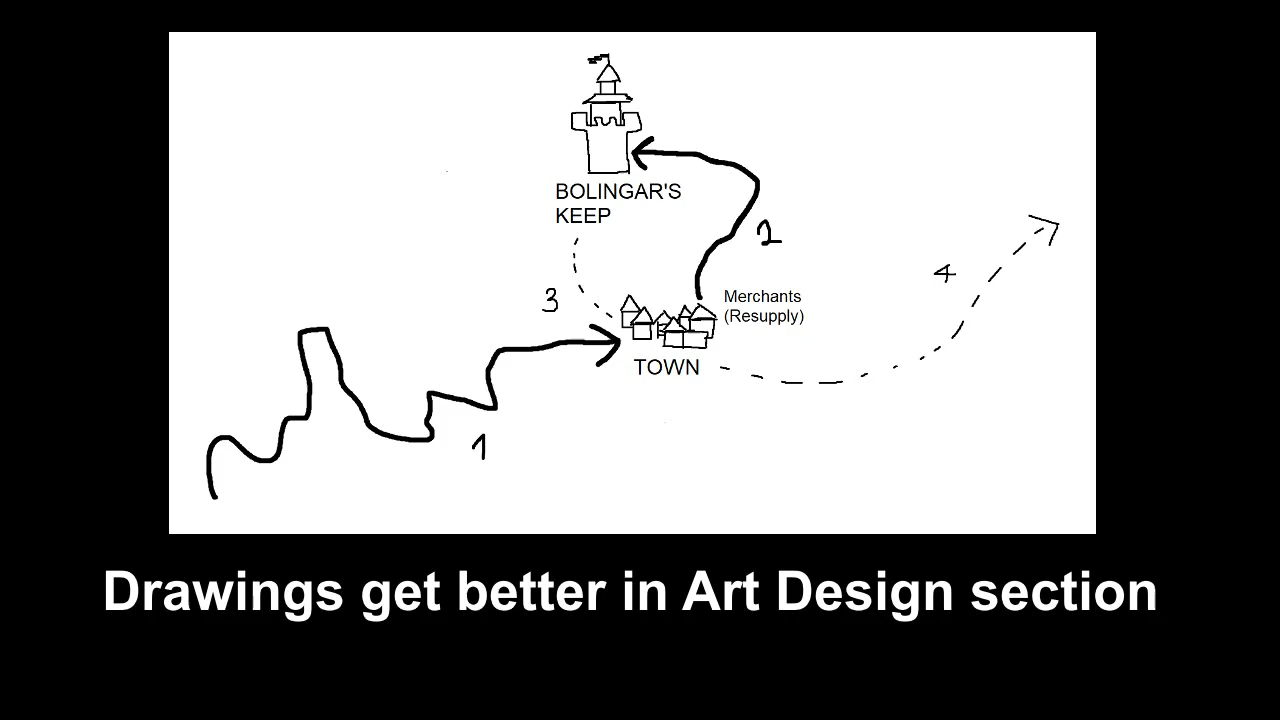 BOLINGAR'S
KEEP
2
4
3
Merchants
(Resupply)
TOWN
1
Drawings get better in Art Design section